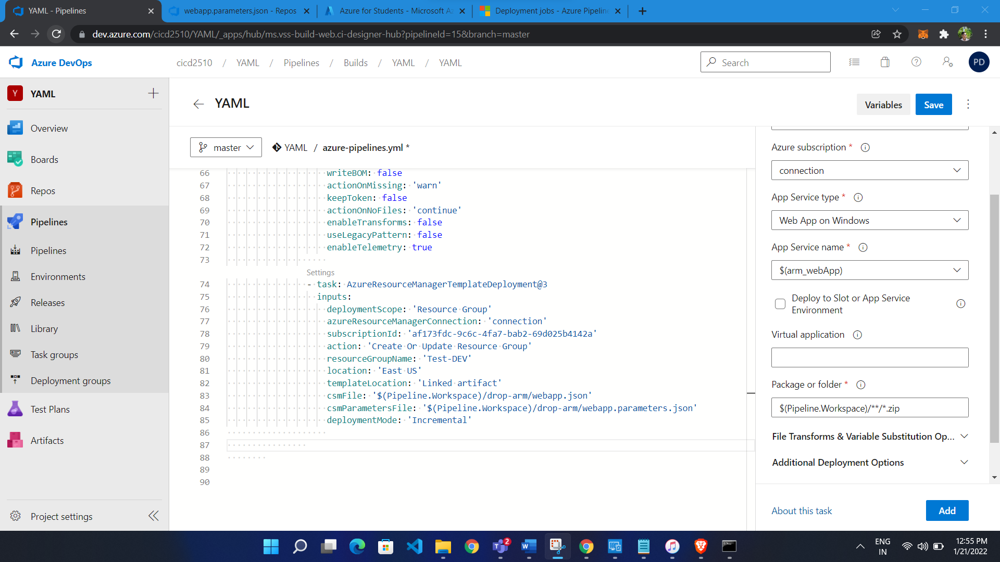 YAML - Pipelines
webapp.parameters.json - Repos
Azure for Students - Microsoft Az
Deployment jobs - Azure Pipeline
dev.azure.com/cicd2510/YAML/_apps/hub/ms.vss-build-web.ci-designer-hub?pipelineId=15&branch=master
Azure DevOps
cicd2510 / YAML / Pipelines / Builds / YAML / YAML
Search
PD
Y YAML
Overview
Boards
Repos
Pipelines
Pipelines
Environments
Releases
Library
Task groups
Deployment groups
Test Plans
Artifacts
Project settings
YAML
Variables
Save
master
YAML / azure-pipelines.yml *
66 writeBOM: false
67 actionOnMissing: 'warn'
68 keepToken: false
69 actionOnNoFiles: 'continue'
70 enableTransforms: false
71 useLegacyPattern: false
72 enableTelemetry: true
73
Settings
74 - task: AzureResourceManagerTemplateDeployment@3
75 inputs:
76 deploymentScope: 'Resource Group'
77 azureResourceManagerConnection: 'connection'
78 subscriptionId: 'af173fdc-9c6c-4fa7-bab2-69d025b4142a'
79 action: 'Create Or Update Resource Group'
80 resourceGroupName: 'Test-DEV'
81 location: 'East US'
82 templateLocation: 'Linked artifact'
83 csmFile: '$(Pipeline.Workspace)/drop-arm/webapp.json'
84 csmParametersFile: '$(Pipeline.Workspace)/drop-arm/webapp.parameters.json'
85 deploymentMode: 'Incremental'
86
87
88
89
90
Azure subscription *
connection
App Service type *
Web App on Windows
App Service name *
$(arm_webApp)
Deploy to Slot or App Service
Environment
Virtual application
Package or folder *
$(Pipeline.Workspace)/**/*.zip
File Transforms & Variable Substitution Op...
Additional Deployment Options
About this task
Add
2
ENG
IN
12:55 PM
1/21/2022